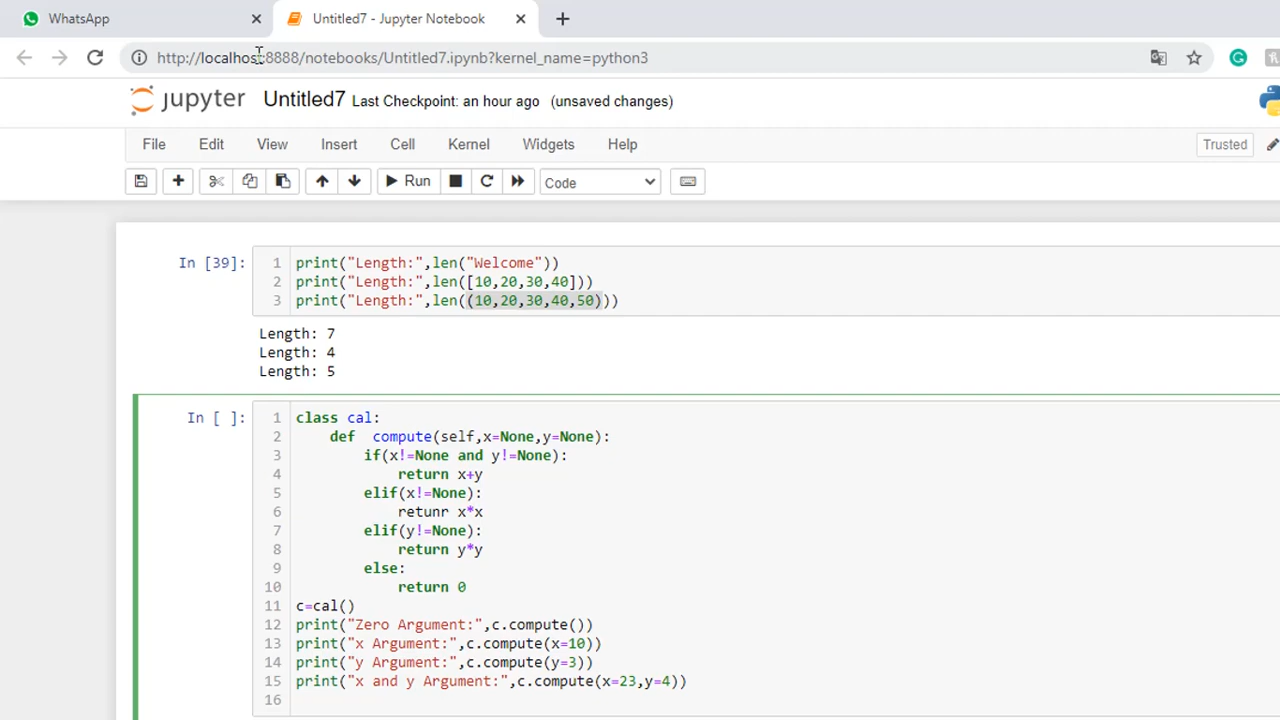 WhatsApp
Untitled7 - Jupyter Notebook
http://localhost:8888/notebooks/Untitled7.ipynb?kernel_name=python3
jupyter Untitled7 Last Checkpoint: an hour ago (unsaved changes)
File Edit View Insert Cell Kernel Widgets Help Trusted
Run Code
In [39]:
1 print("Length:",len("Welcome"))
2 print("Length:",len([10,20,30,40]))
3 print("Length:",len((10,20,30,40,50)))
Length: 7
Length: 4
Length: 5
In [ ]:
1 class cal:
2     def  compute(self,x=None,y=None):
3         if(x!=None and y!=None):
4             return x+y
5         elif(x!=None):
6             retunr x*x
7         elif(y!=None):
8             return y*y
9         else:
10             return 0
11 c=cal()
12 print("Zero Argument:",c.compute())
13 print("x Argument:",c.compute(x=10))
14 print("y Argument:",c.compute(y=3))
15 print("x and y Argument:",c.compute(x=23,y=4))
16